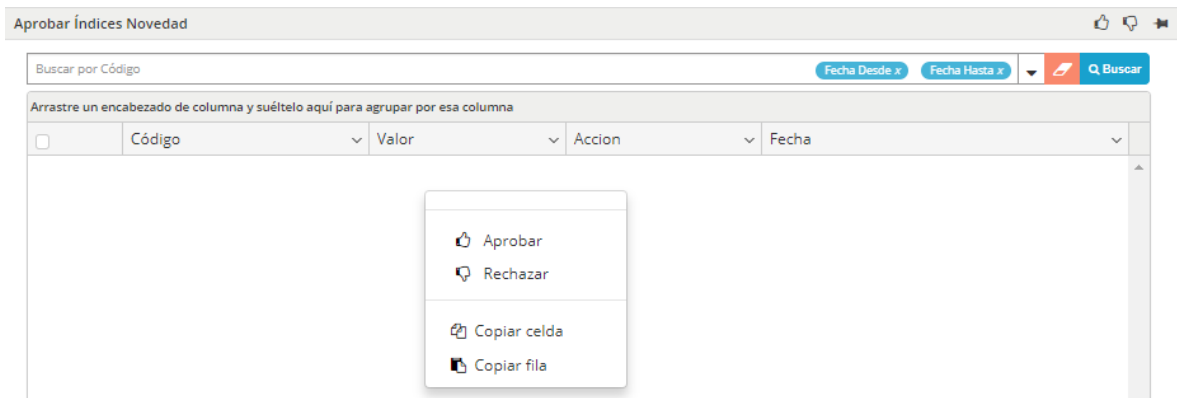 Aprobar Índices Novedad
Buscar por Código Fecha Desde x Fecha Hasta x Buscar
Arrastre un encabezado de columna y suéltelo aquí para agrupar por esa columna
Código Valor Accion Fecha
Aprobar
Rechazar
Copiar celda
Copiar fila